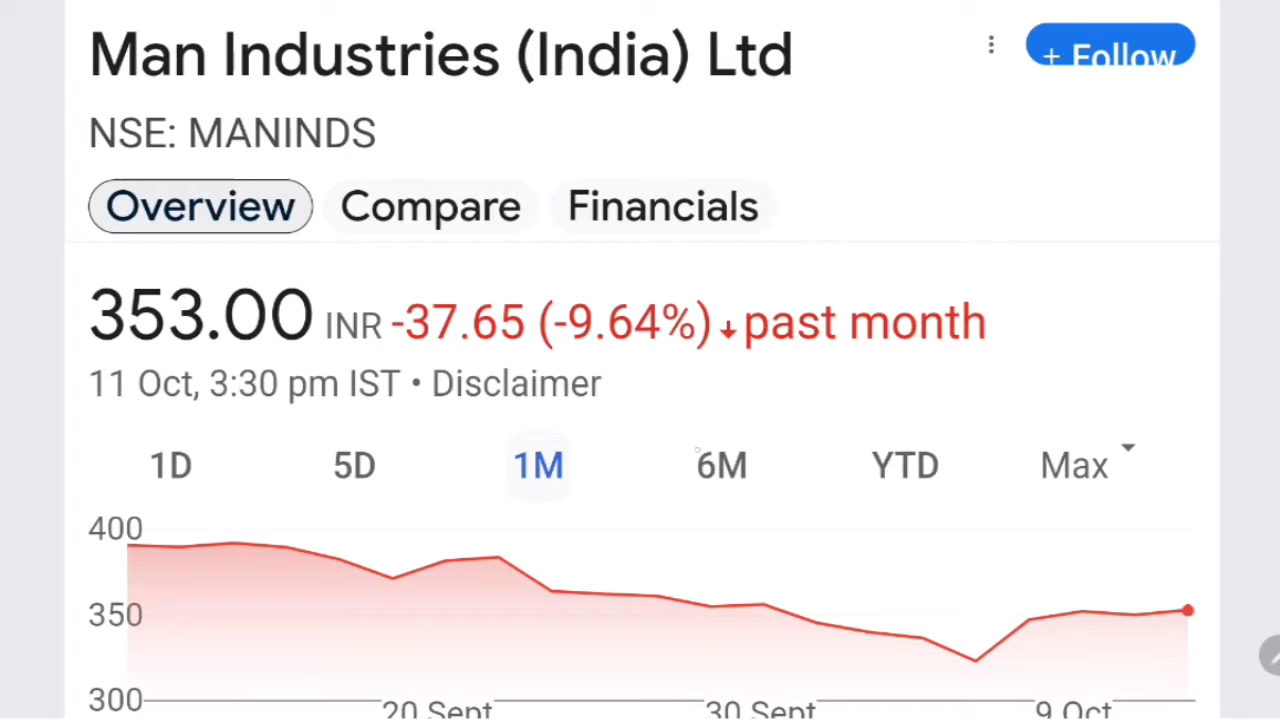 Man Industries (India) Ltd
+ Follow
NSE: MANINDS
Overview Compare Financials
353.00 INR -37.65 (-9.64%) ↓ past month
11 Oct, 3:30 pm IST • Disclaimer
1D 5D 1M 6M YTD Max
400
350
300
20 Sept 30 Sept 9 Oct